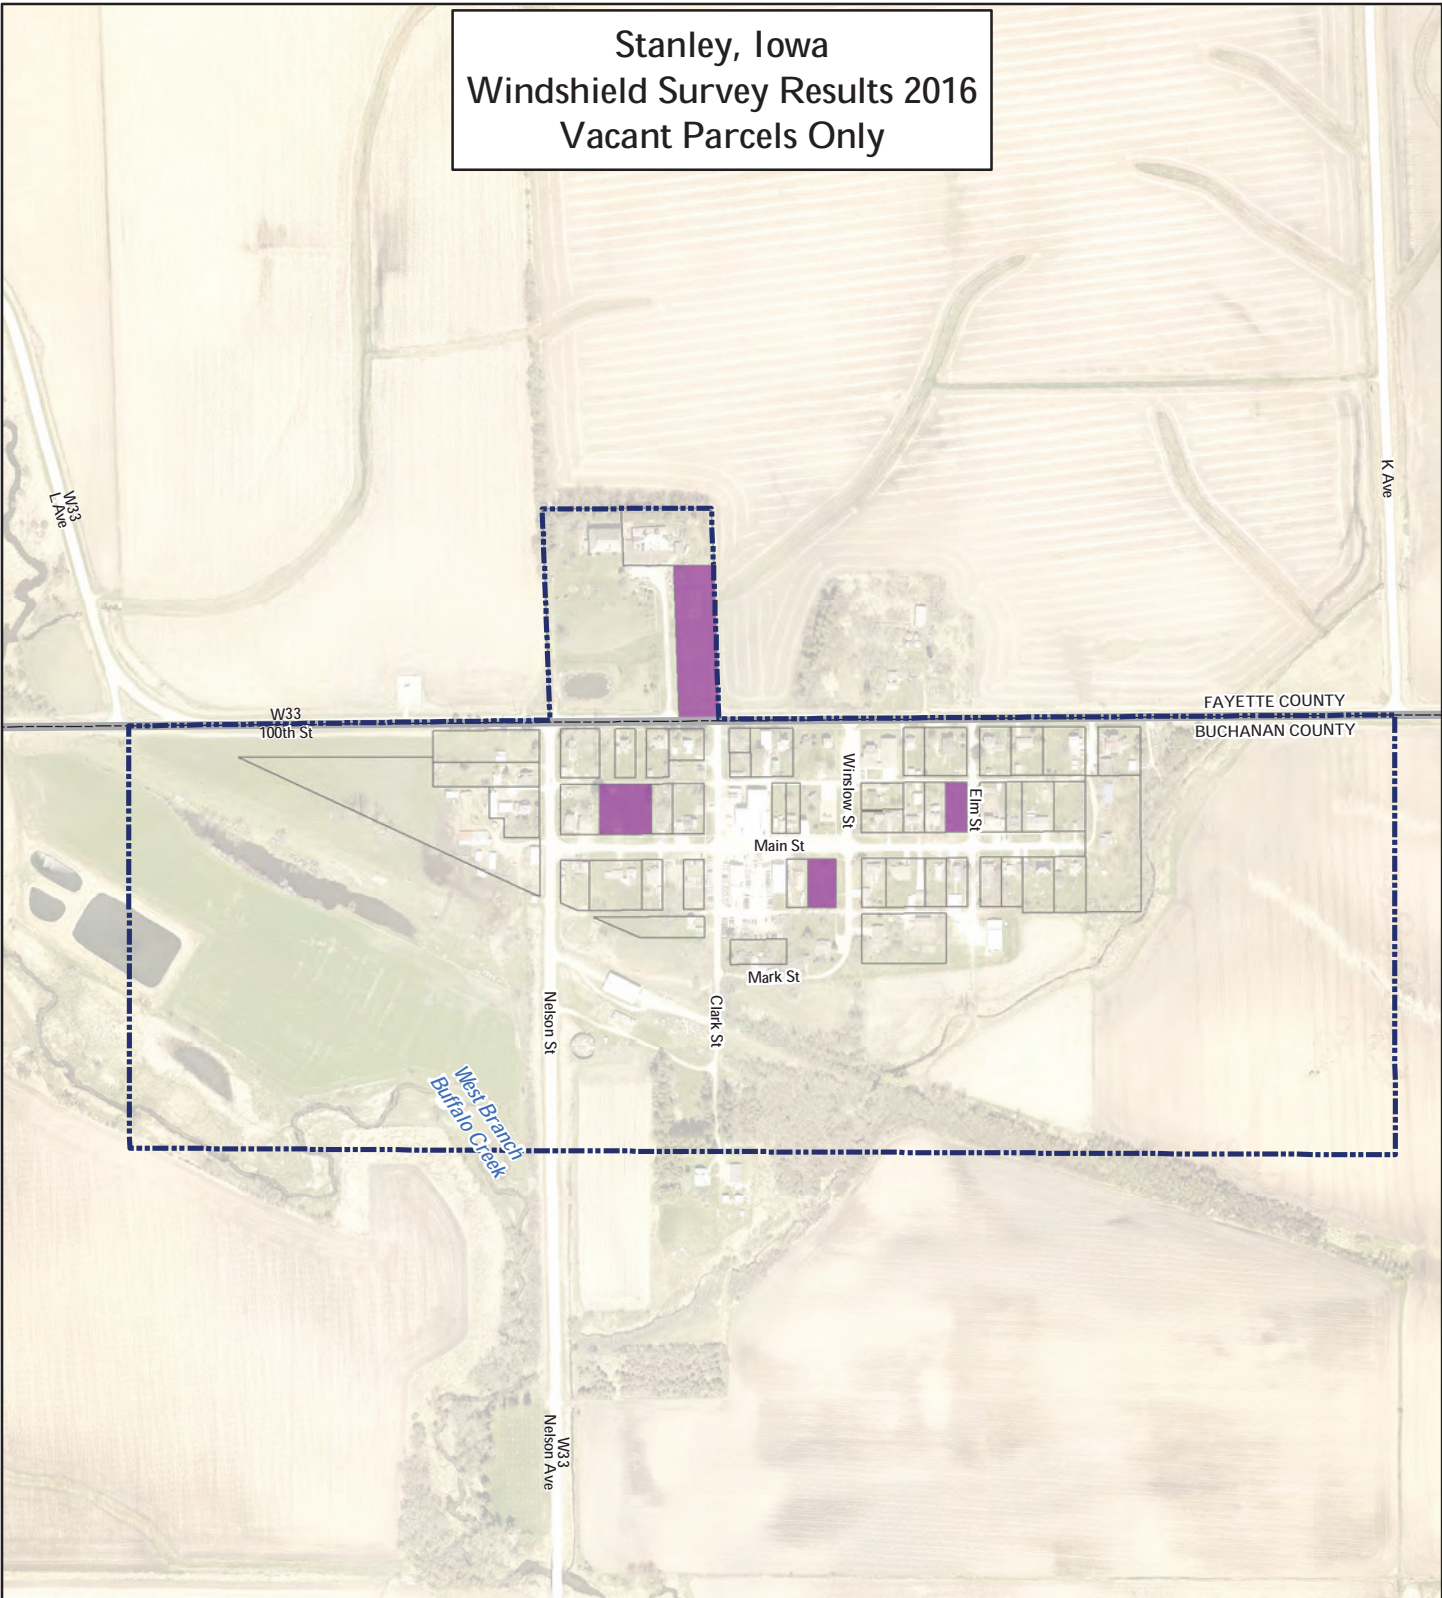 Stanley, Iowa
Windshield Survey Results 2016
Vacant Parcels Only
K Ave
W33
L Ave
FAYETTE COUNTY
W33
100th St
BUCHANAN COUNTY
Winslow St
Elm St
Main St
Mark St
Nelson St
Clark St
West Branch
Buffalo Creek
W33
Nelson Ave